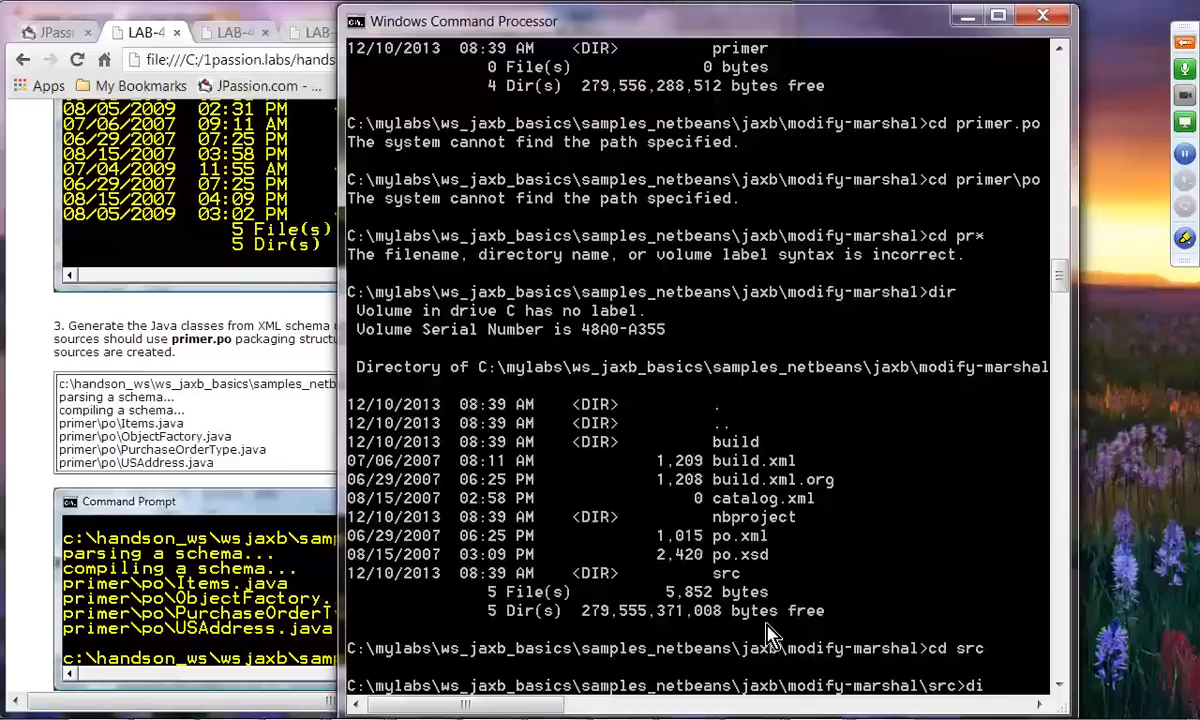 JPassi
LAB-4
LAB-4
LAB-
file:///C:/1passion.labs/hands
Apps
My Bookmarks
JPassion.com - ...
08/05/2009 02:31 PM
07/06/2009 09:11 AM
06/29/2009 07:25 PM
08/15/2009 03:58 PM
07/04/2009 11:55 AM
06/29/2009 07:25 PM
08/15/2009 04:09 PM
08/05/2009 03:02 PM
5 File(s)
5 Dir(s)
3. Generate the Java classes from XML schema
sources should use primer.po packaging structu
sources are created.
c:\handson_ws\ws_jaxb_basics\samples_netb
parsing a schema...
compiling a schema...
primer\po\Items.java
primer\po\ObjectFactory.java
primer\po\PurchaseOrderType.java
primer\po\USAddress.java
Command Prompt
c:\handson_ws\wsjaxb\sam
parsing a schema...
compiling a schema...
primer\po\Items.java
primer\po\ObjectFactory.
primer\po\PurchaseOrderT
primer\po\USAddress.java
c:\handson_ws\wsjaxb\sam
Windows Command Processor
12/10/2013 08:39 AM <DIR> primer
0 File(s) 0 bytes
4 Dir(s) 279,556,288,512 bytes free
C:\mylabs\ws_jaxb_basics\samples_netbeans\jaxb\modify-marshal>cd primer.po
The system cannot find the path specified.
C:\mylabs\ws_jaxb_basics\samples_netbeans\jaxb\modify-marshal>cd primer\po
The system cannot find the path specified.
C:\mylabs\ws_jaxb_basics\samples_netbeans\jaxb\modify-marshal>cd pr*
The filename, directory name, or volume label syntax is incorrect.
C:\mylabs\ws_jaxb_basics\samples_netbeans\jaxb\modify-marshal>dir
Volume in drive C has no label.
Volume Serial Number is 48A0-A355
Directory of C:\mylabs\ws_jaxb_basics\samples_netbeans\jaxb\modify-marshal
12/10/2013 08:39 AM <DIR> .
12/10/2013 08:39 AM <DIR> ..
12/10/2013 08:39 AM <DIR> build
07/06/2007 08:11 AM 1,209 build.xml
06/29/2007 06:25 PM 1,208 build.xml.org
08/15/2007 02:58 PM 0 catalog.xml
12/10/2013 08:39 AM <DIR> nbproject
06/29/2007 06:25 PM 1,015 po.xml
08/15/2007 03:09 PM 2,420 po.xsd
12/10/2013 08:39 AM <DIR> src
5 File(s) 5,852 bytes
5 Dir(s) 279,555,371,008 bytes free
C:\mylabs\ws_jaxb_basics\samples_netbeans\jaxb\modify-marshal>cd src
C:\mylabs\ws_jaxb_basics\samples_netbeans\jaxb\modify-marshal\src>di